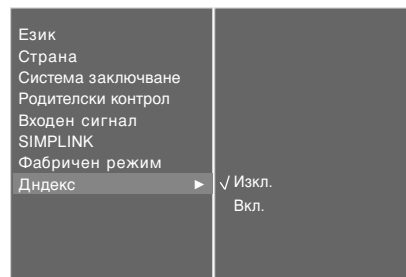 Език
Страна
Система заключване
Родителски контрол
Входен сигнал
SIMPLINK
Фабричен режим
Дндекс ► √ Изкл.
Вкл.